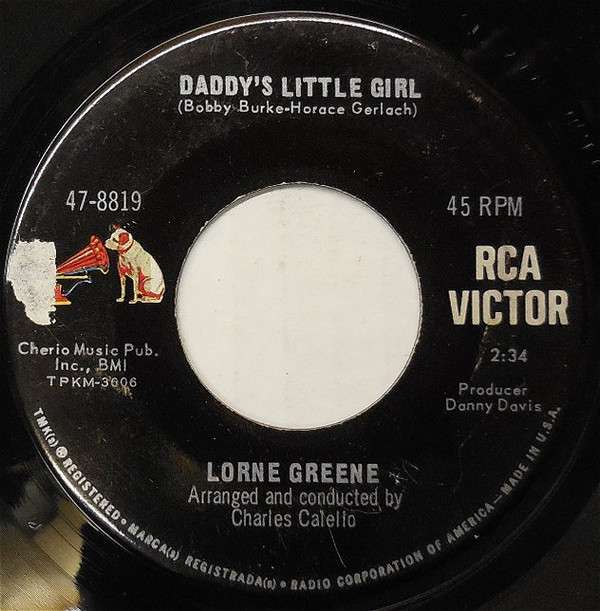 DADDY'S LITTLE GIRL
(Bobby Burke-Horace Gerlach)
47-8819
45 RPM
RCA
VICTOR
Cherio Music Pub.
Inc., BMI
TPKM-3006
2:34
Producer
Danny Davis
LORNE GREENE
Arranged and conducted by
Charles Calello
TMK(s) ® REGISTERED • MARCA(s) REGISTRADA(s) • RADIO CORPORATION OF AMERICA—MADE IN U.S.A.